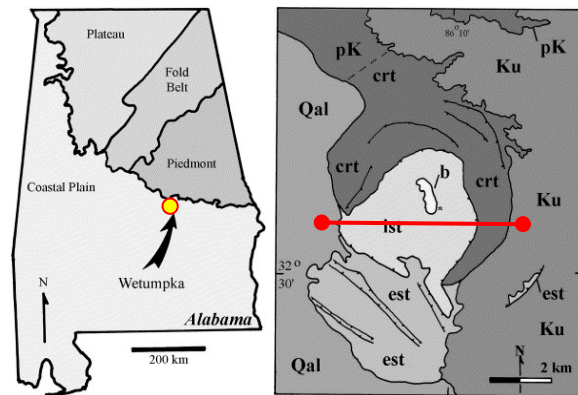 Plateau
Fold
Belt
Piedmont
Coastal Plain
Wetumpka
N
Alabama
200 km
86° 10'
pK
pK
crt
Ku
Qal
b
crt
crt
Ku
ist
32°
30'
est
est
Ku
est
Qal
N
2 km